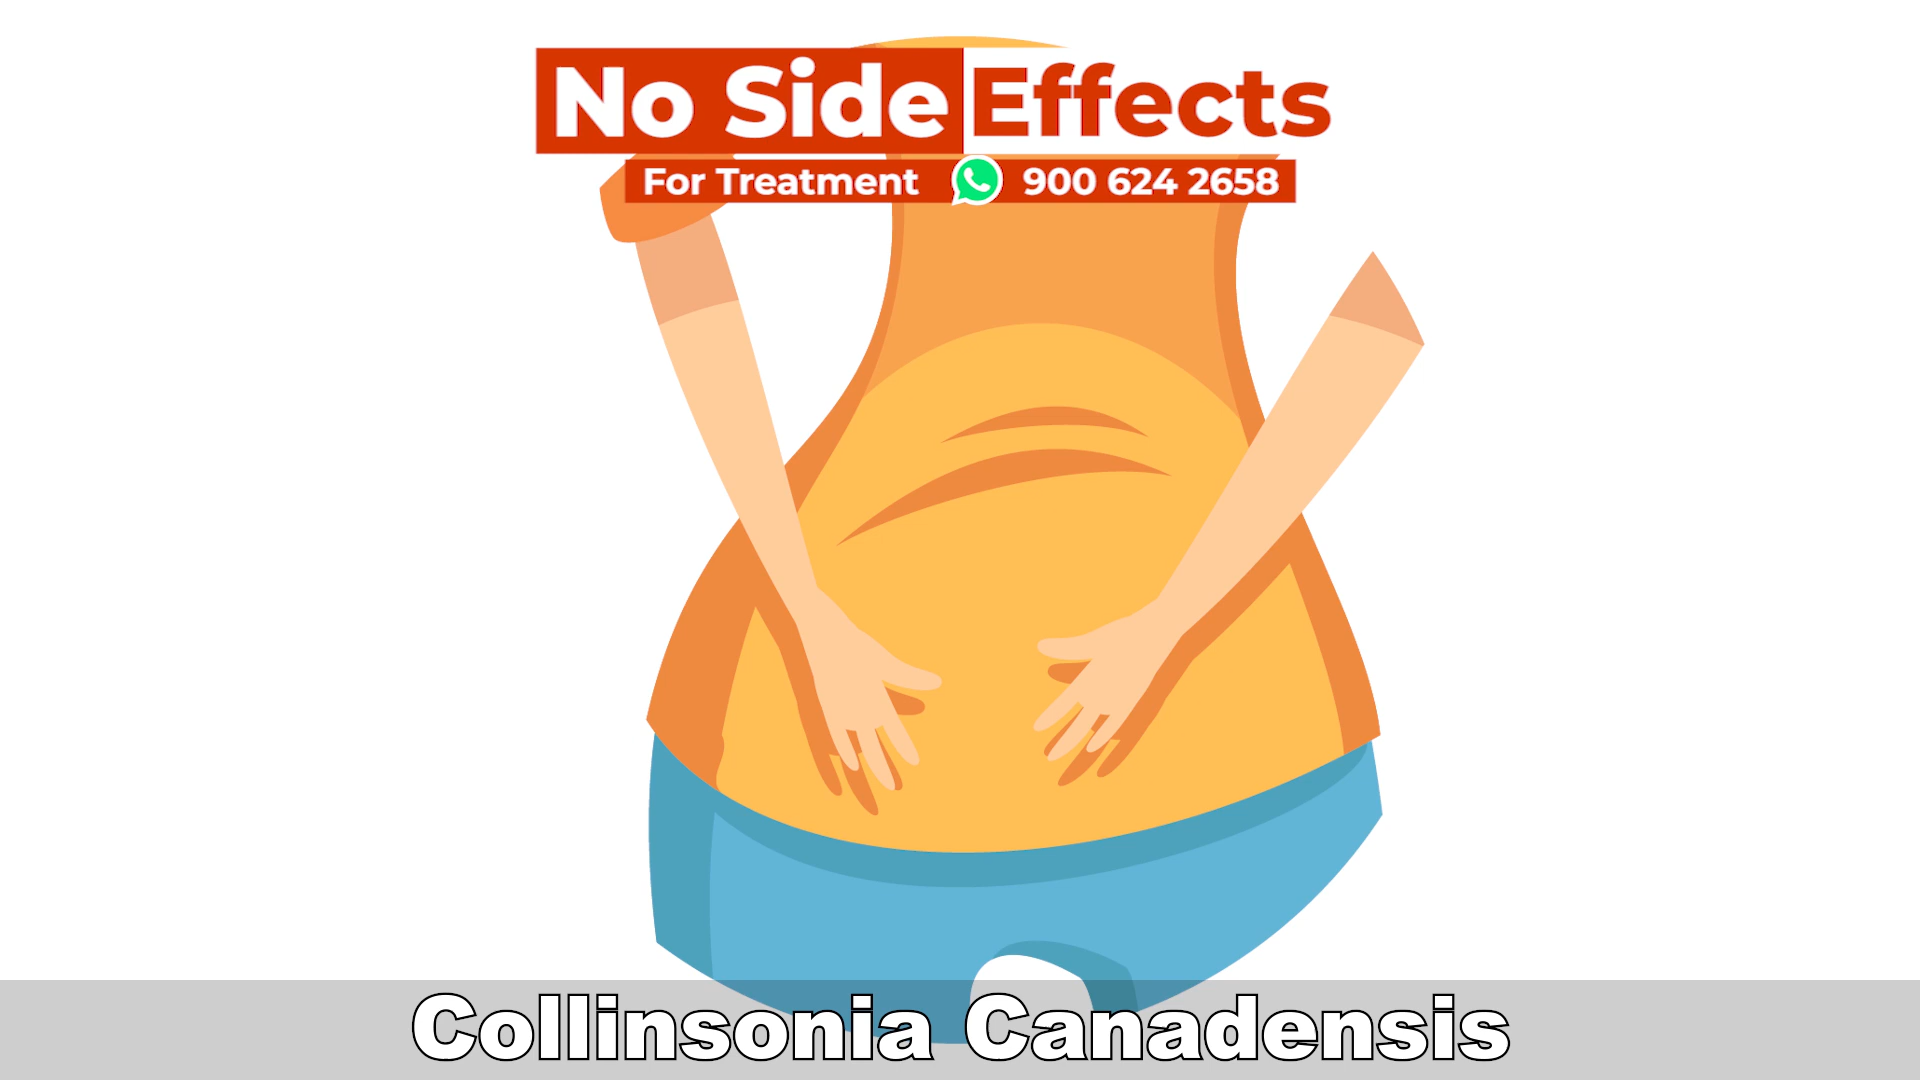 No Side Effects
For Treatment 900 624 2658
Collinsonia Canadensis